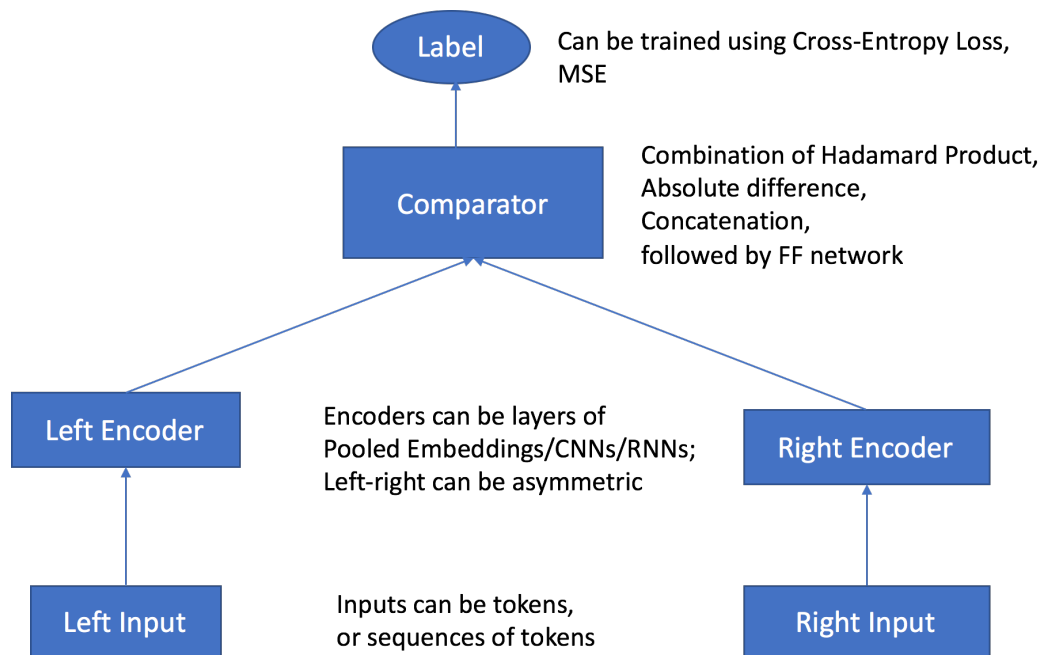 Label
Can be trained using Cross-Entropy Loss,
MSE
Comparator
Combination of Hadamard Product,
Absolute difference,
Concatenation,
followed by FF network
Left Encoder
Encoders can be layers of
Pooled Embeddings/CNNs/RNNs;
Left-right can be asymmetric
Right Encoder
Left Input
Inputs can be tokens,
or sequences of tokens
Right Input